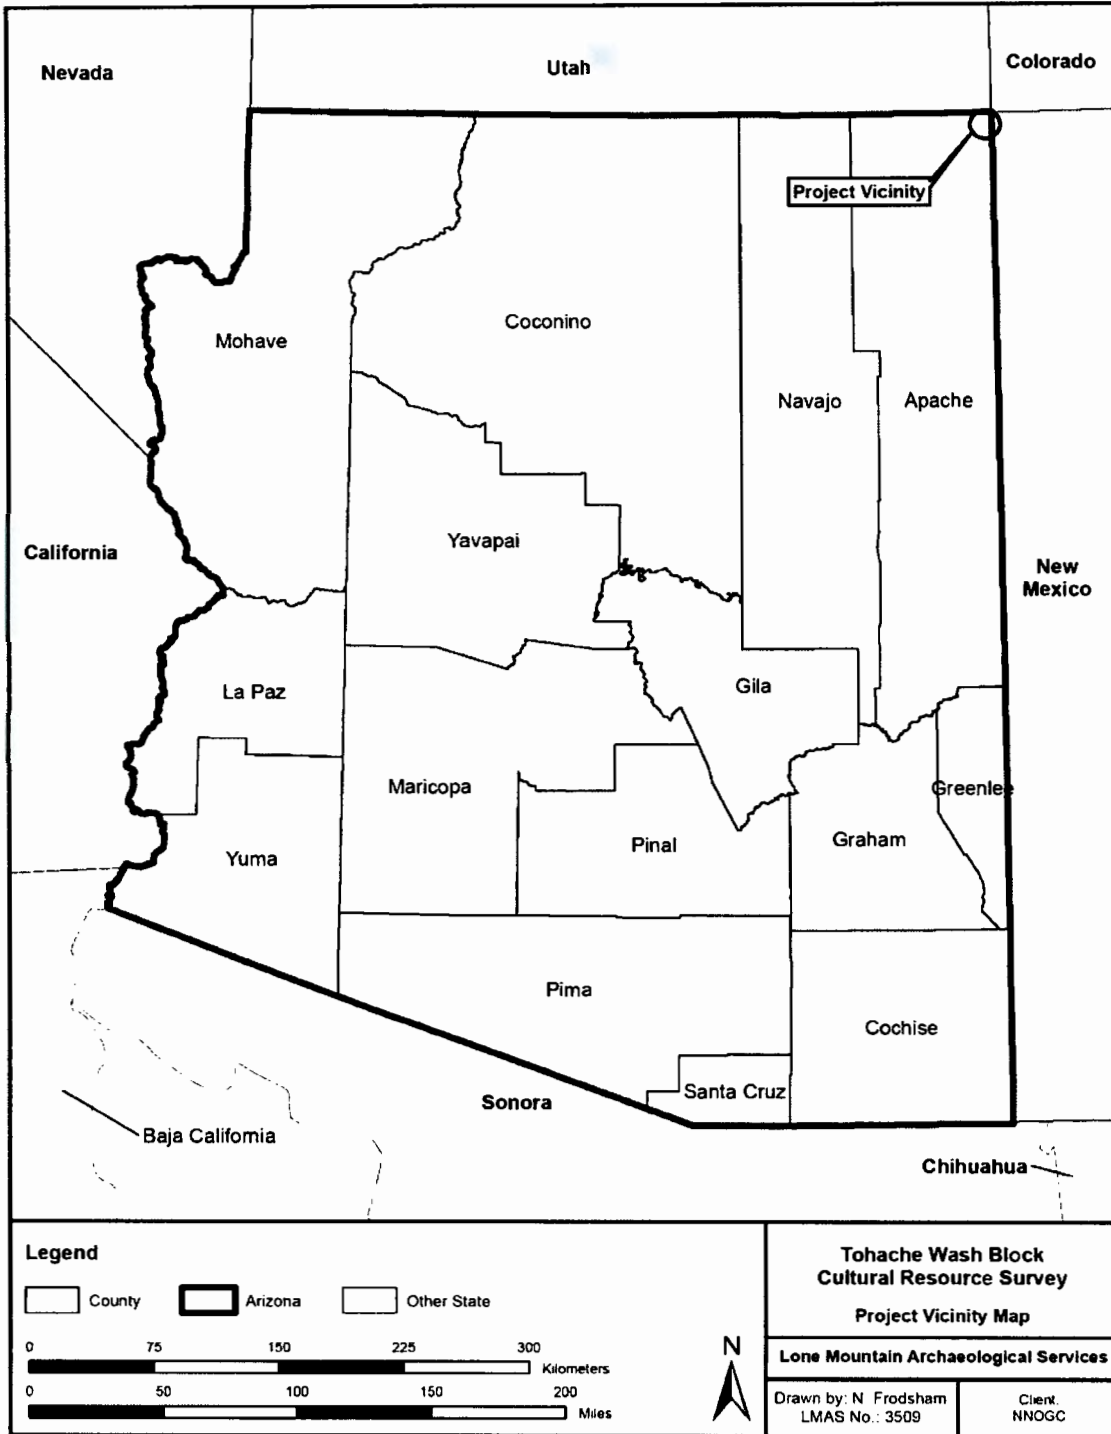 Nevada
Utah
Colorado
Project Vicinity
Mohave
Coconino
Navajo
Apache
California
Yavapai
New
Mexico
La Paz
Gila
Maricopa
Greenlee
Pinal
Graham
Yuma
Pima
Cochise
Santa Cruz
Sonora
Baja California
Chihuahua
Legend
County
Arizona
Other State
0 75 150 225 300
Kilometers
0 50 100 150 200
Miles
N
Tohache Wash Block
Cultural Resource Survey
Project Vicinity Map
Lone Mountain Archaeological Services
Drawn by: N Frodsham
LMAS No.: 3509
Client.
NNOGC